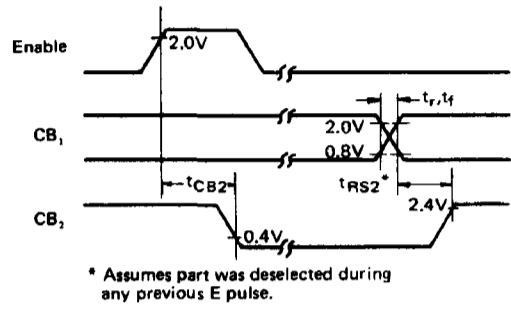 Enable
2.0V
tr, tf
CB1
2.0V
0.8V
tCB2
tRS2*
2.4V
CB2
0.4V
* Assumes part was deselected during
any previous E pulse.